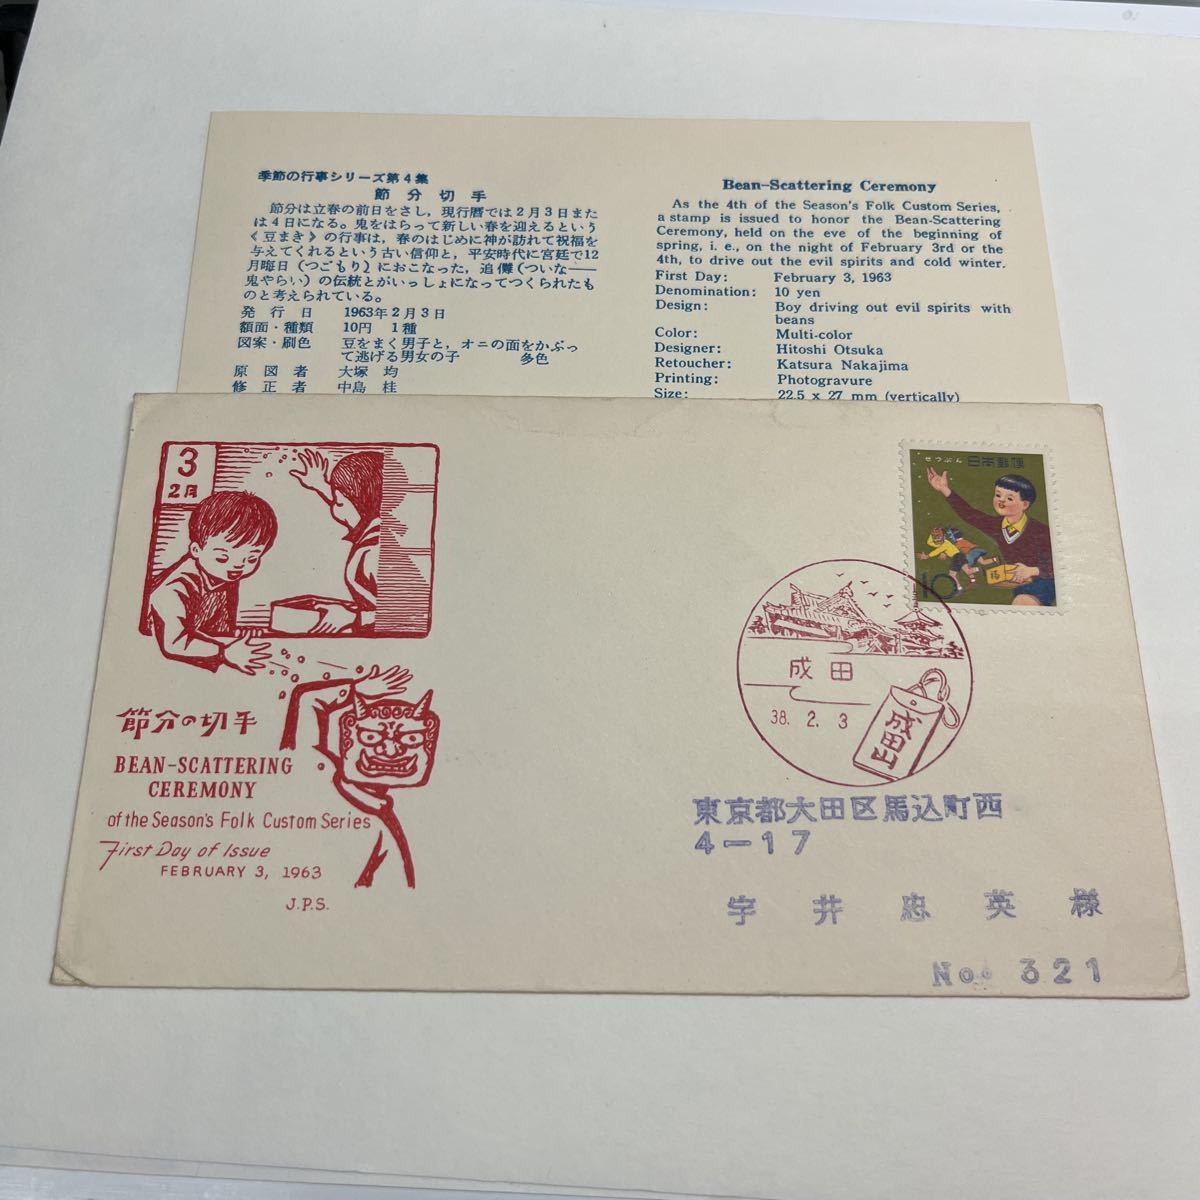 季節の行事シリーズ第4集
節分切手
節分は立春の前日をさし，現行暦では2月3日また
は4日になる。鬼をはらって新しい春を迎えるという
《豆まき》の行事は，春のはじめに神が訪れて祝福を
与えてくれるという古い信仰と，平安時代に宮廷で12
月晦日（つごもり）におこなった，追儺（ついな——
鬼やらい）の伝統とがいっしょになってつくられたも
のと考えられている。
発行日 1963年2月3日
額面・種類 10円 1種
図案・刷色 豆をまく男子と，オニの面をかぶっ
て逃げる男女の子 多色
原図者 大塚均
修正者 中島桂
Bean-Scattering Ceremony
As the 4th of the Season's Folk Custom Series,
a stamp is issued to honor the Bean-Scattering
Ceremony, held on the eve of the beginning of
spring, i. e., on the night of February 3rd or the
4th, to drive out the evil spirits and cold winter.
First Day: February 3, 1963
Denomination: 10 yen
Design: Boy driving out evil spirits with
beans
Color: Multi-color
Designer: Hitoshi Otsuka
Retoucher: Katsura Nakajima
Printing: Photogravure
Size: 22.5 x 27 mm (vertically)
3
2月
節分の切手
BEAN-SCATTERING
CEREMONY
of the Season's Folk Custom Series
First Day of Issue
FEBRUARY 3, 1963
J.P.S.
せつぶん 日本郵便
福
10
成田
38. 2. 3
成田山
東京都大田区馬込町西
4-17
宇井忠英様
No. 321